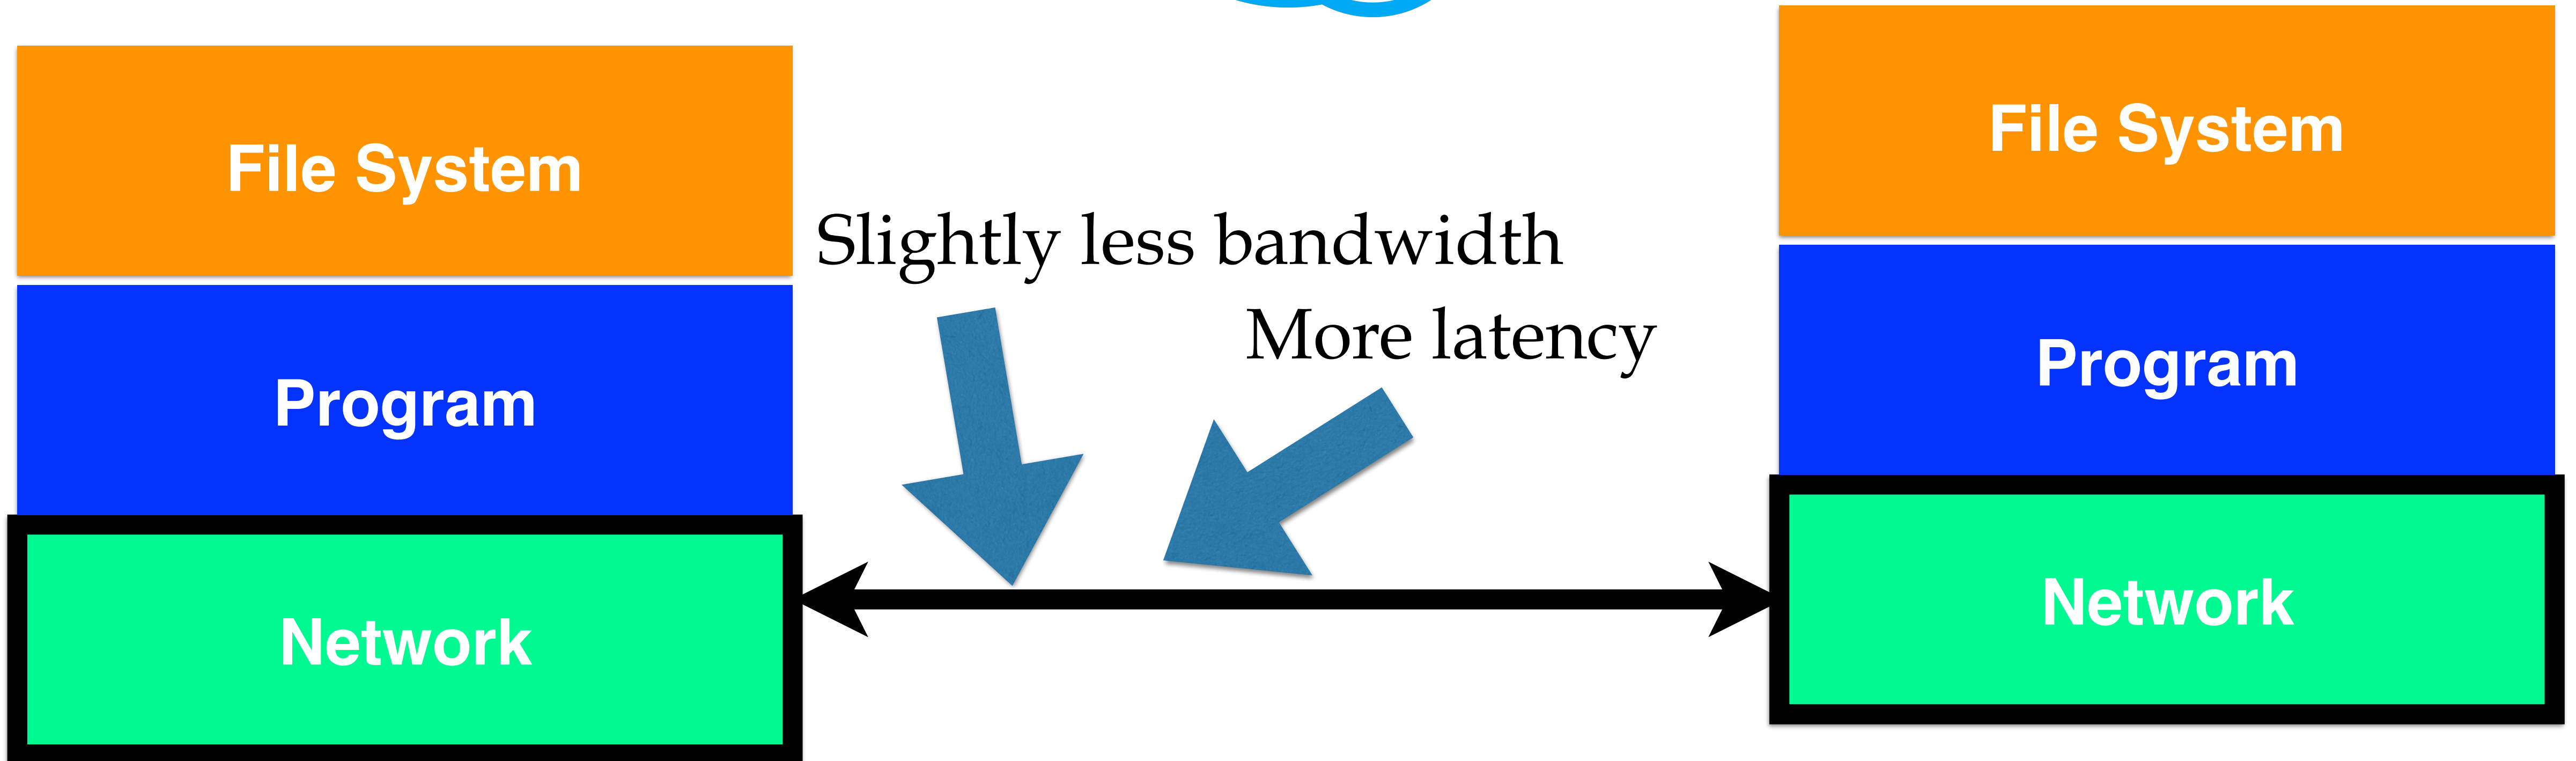 File System
Program
Network
Slightly less bandwidth
More latency
File System
Program
Network